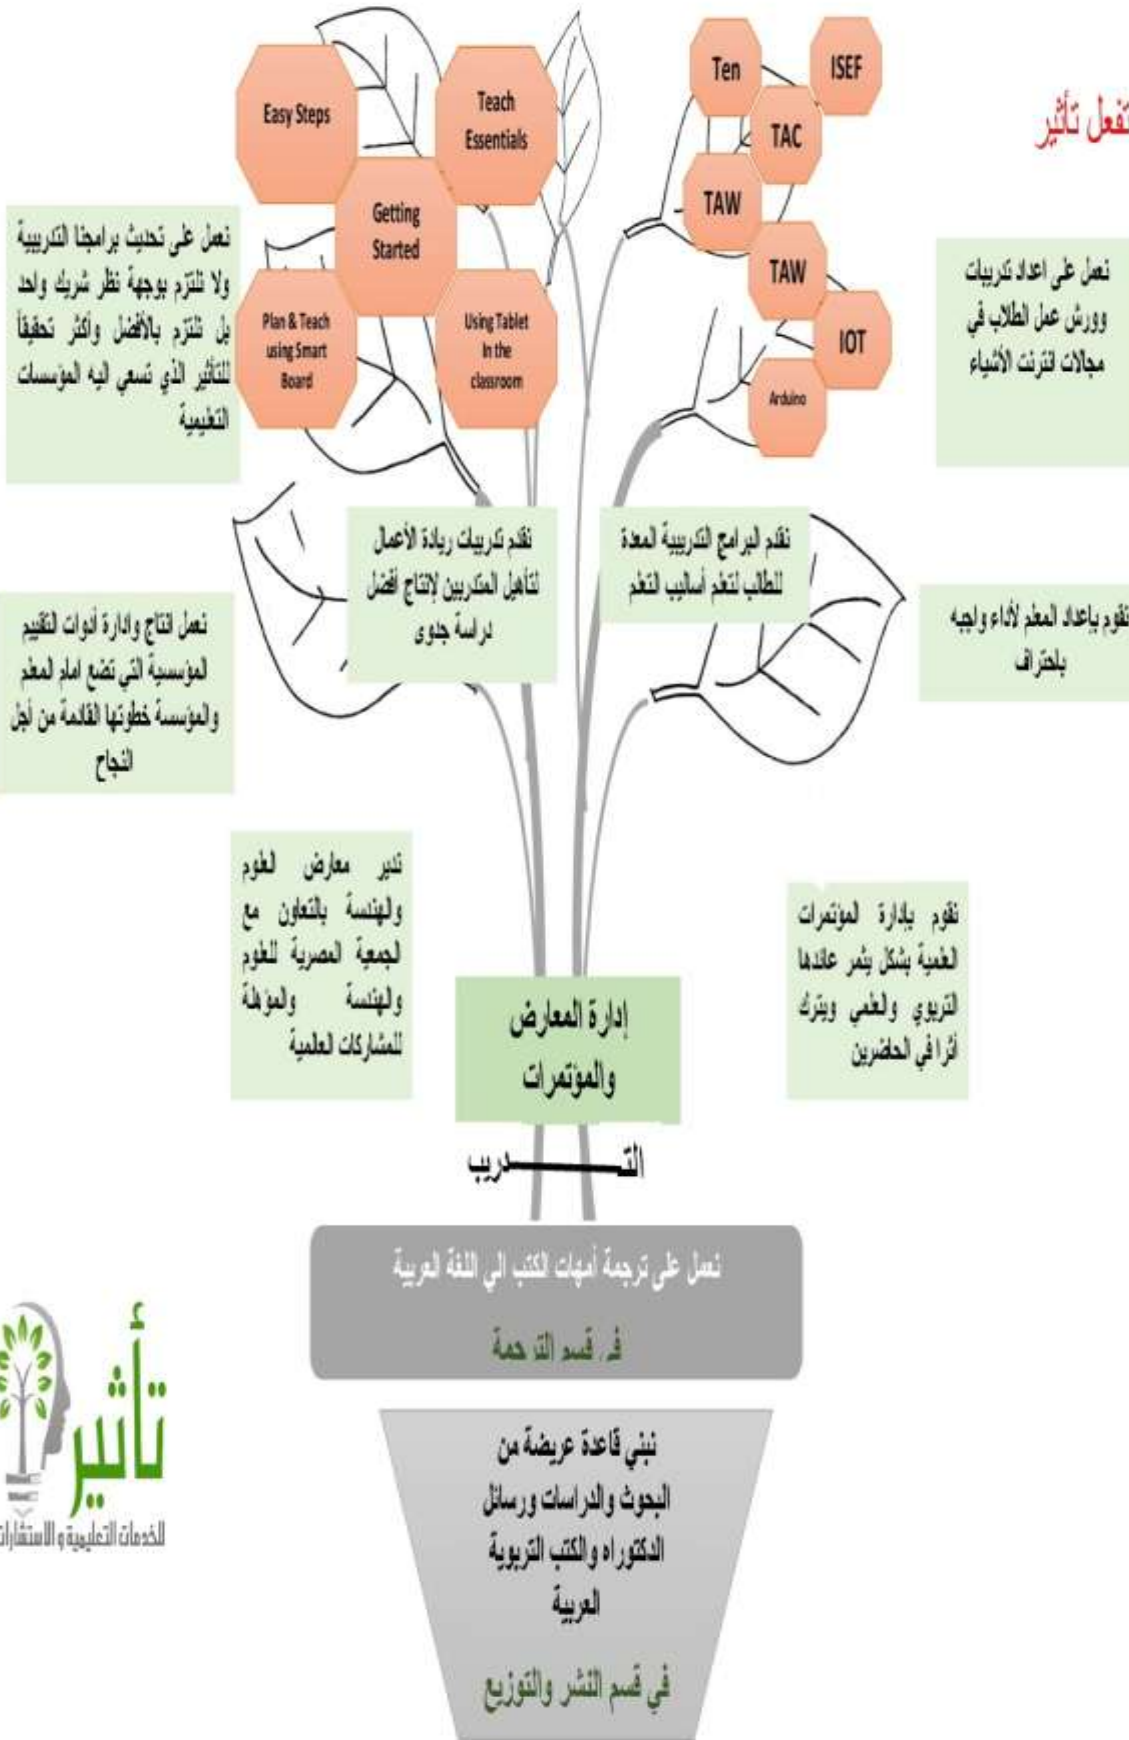 تفعل تأثير
Ten
ISEF
TAC
TAW
TAW
IOT
Arduino
Easy Steps
Teach
Essentials
Getting
Started
Plan & Teach
using Smart
Board
Using Tablet
In the
classroom
نعمل على اعداد تدريبات
وورش عمل الطلاب في
مجالات انترنت الأشياء
نعمل على تحديث برامجنا التدريبية
ولا نلتزم بوجهة نظر شريك واحد
بل نلتزم بالأفضل وأكثر تحقيقاً
للتأثير الذي تسعى اليه المؤسسات
التعليمية
نقوم بإعداد المعلم لأداء واجبه
باحتراف
نقدم البرامج التدريبية المعدة
للطالب لتعلم أساليب التعلم
نقدم تدريبات ريادة الأعمال
لتأهيل المتدربين لإنتاج أفضل
دراسة جدوى
نعمل انتاج وادارة أدوات التقييم
المؤسسية التي تضع امام المعلم
والمؤسسة خطوتها القادمة من أجل
النجاح
نقوم بإدارة المؤتمرات
العلمية بشكل يثمر عائدها
التربوي والعلمي ويترك
أثرا في الحاضرين
ندير معارض العلوم
والهندسة بالتعاون مع
الجمعية المصرية للعلوم
والهندسة والمؤهلة
للمشاركات العالمية
إدارة المعارض
والمؤتمرات
التـــدريب
نعمل على ترجمة أمهات الكتب الي اللغة العربية
في قسم الترجمة
نبني قاعدة عريضة من
البحوث والدراسات ورسائل
الدكتوراه والكتب التربوية
العربية
في قسم النشر والتوزيع
تأثير
للخدمات التعليمية و الاستشارات